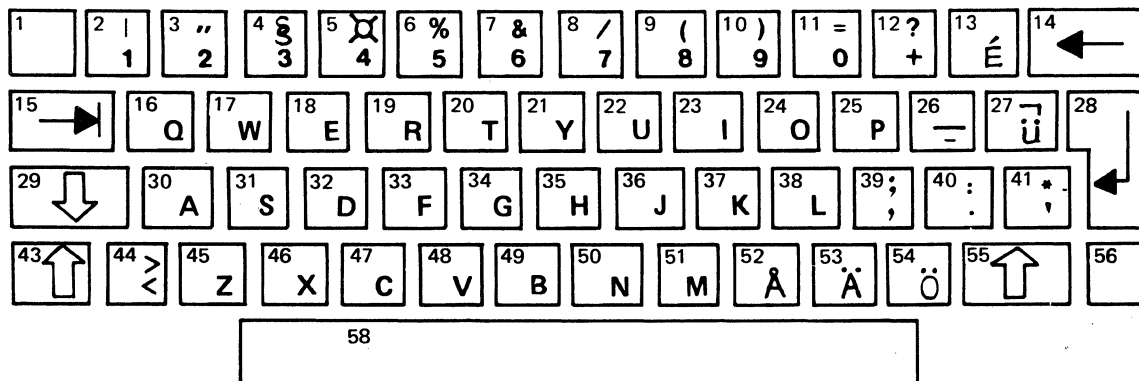 1 2 | 1 3 ″ 2 4 § 3 5 ¤ 4 6 % 5 7 & 6 8 / 7 9 ( 8 10 ) 9 11 = 0 12 ? + 13 É 14 ←
15 →| 16 Q 17 W 18 E 19 R 20 T 21 Y 22 U 23 I 24 O 25 P 26 — - 27 ¬ ü 28 ↵
29 ⇩ 30 A 31 S 32 D 33 F 34 G 35 H 36 J 37 K 38 L 39 ; , 40 : . 41 * '
43 ⇧ 44 > < 45 Z 46 X 47 C 48 V 49 B 50 N 51 M 52 Å 53 Ä 54 Ö 55 ⇧ 56
58